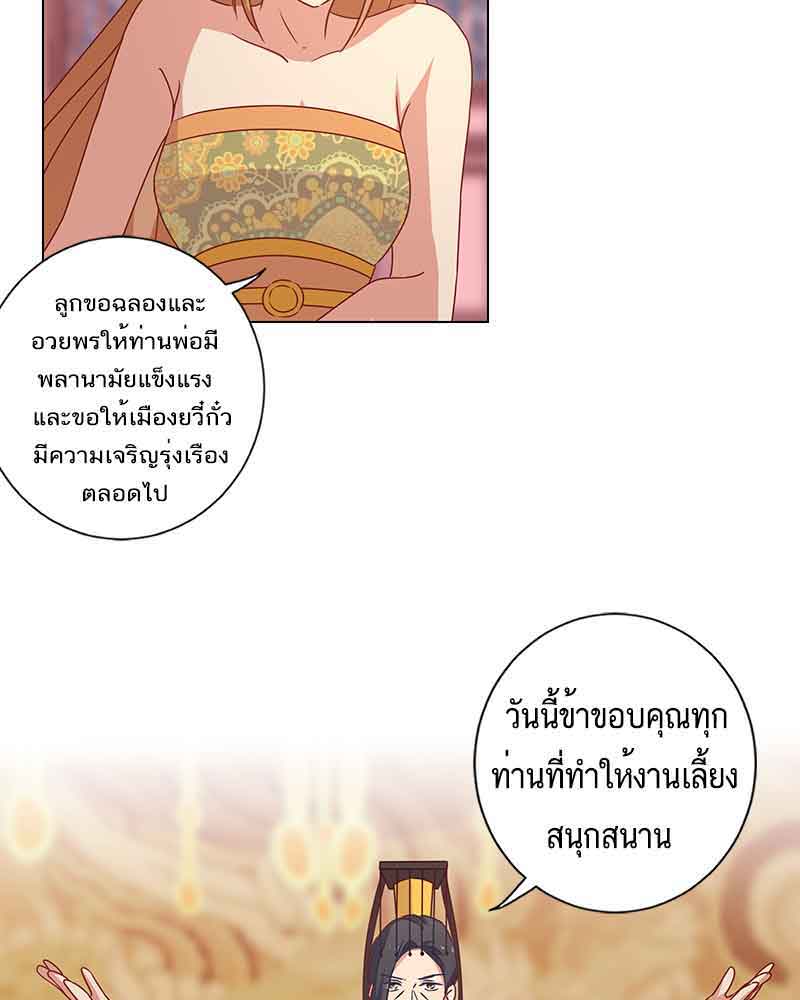 ลูกขอฉลองและ
อวยพรให้ท่านพ่อมี
พลานามัยแข็งแรง
และขอให้เมืองยวี๋กั๋ว
มีความเจริญรุ่งเรือง
ตลอดไป
วันนี้ข้าขอบคุณทุก
ท่านที่ทำให้งานเลี้ยง
สนุกสนาน